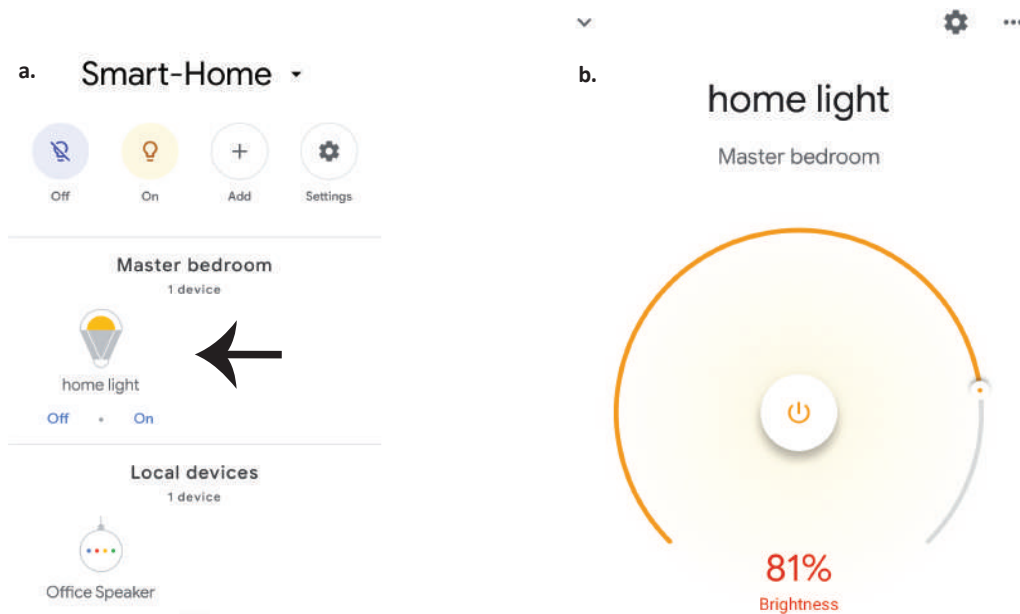 a.
Smart-Home
Off
On
Add
Settings
Master bedroom
1 device
home light
Off • On
Local devices
1 device
Office Speaker
b.
home light
Master bedroom
81%
Brightness